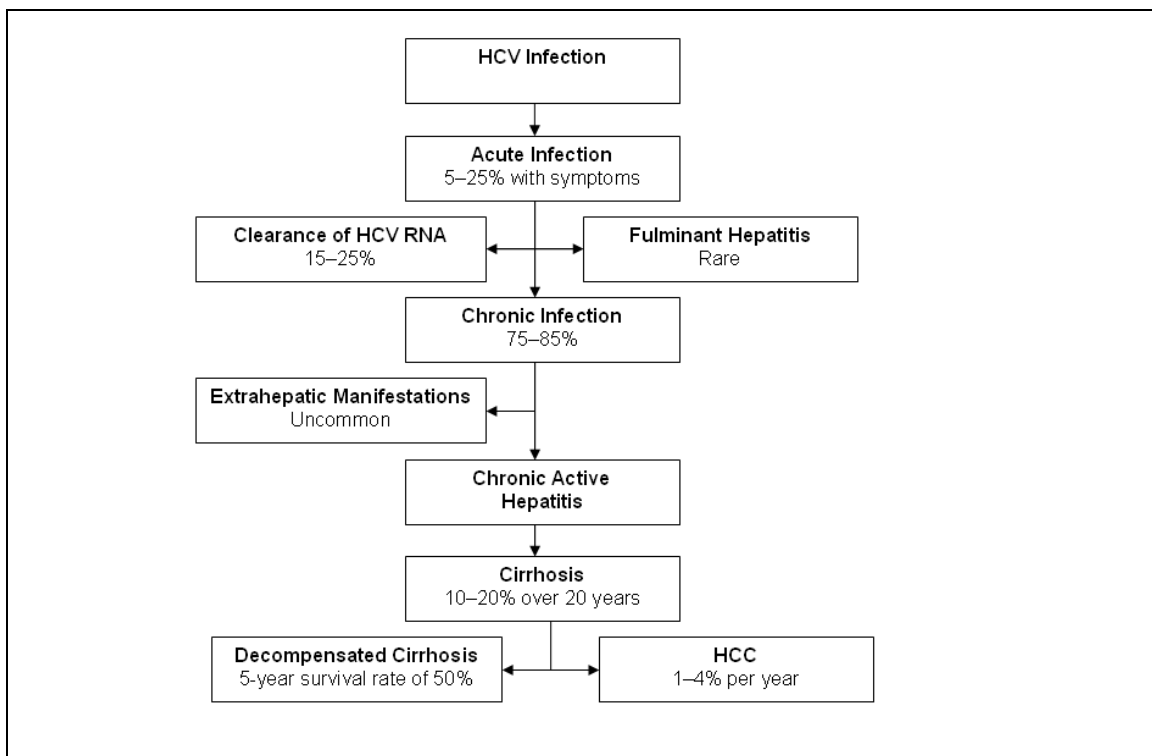 HCV Infection
Acute Infection
5–25% with symptoms
Clearance of HCV RNA
15–25%
Fulminant Hepatitis
Rare
Chronic Infection
75–85%
Extrahepatic Manifestations
Uncommon
Chronic Active
Hepatitis
Cirrhosis
10–20% over 20 years
Decompensated Cirrhosis
5-year survival rate of 50%
HCC
1–4% per year